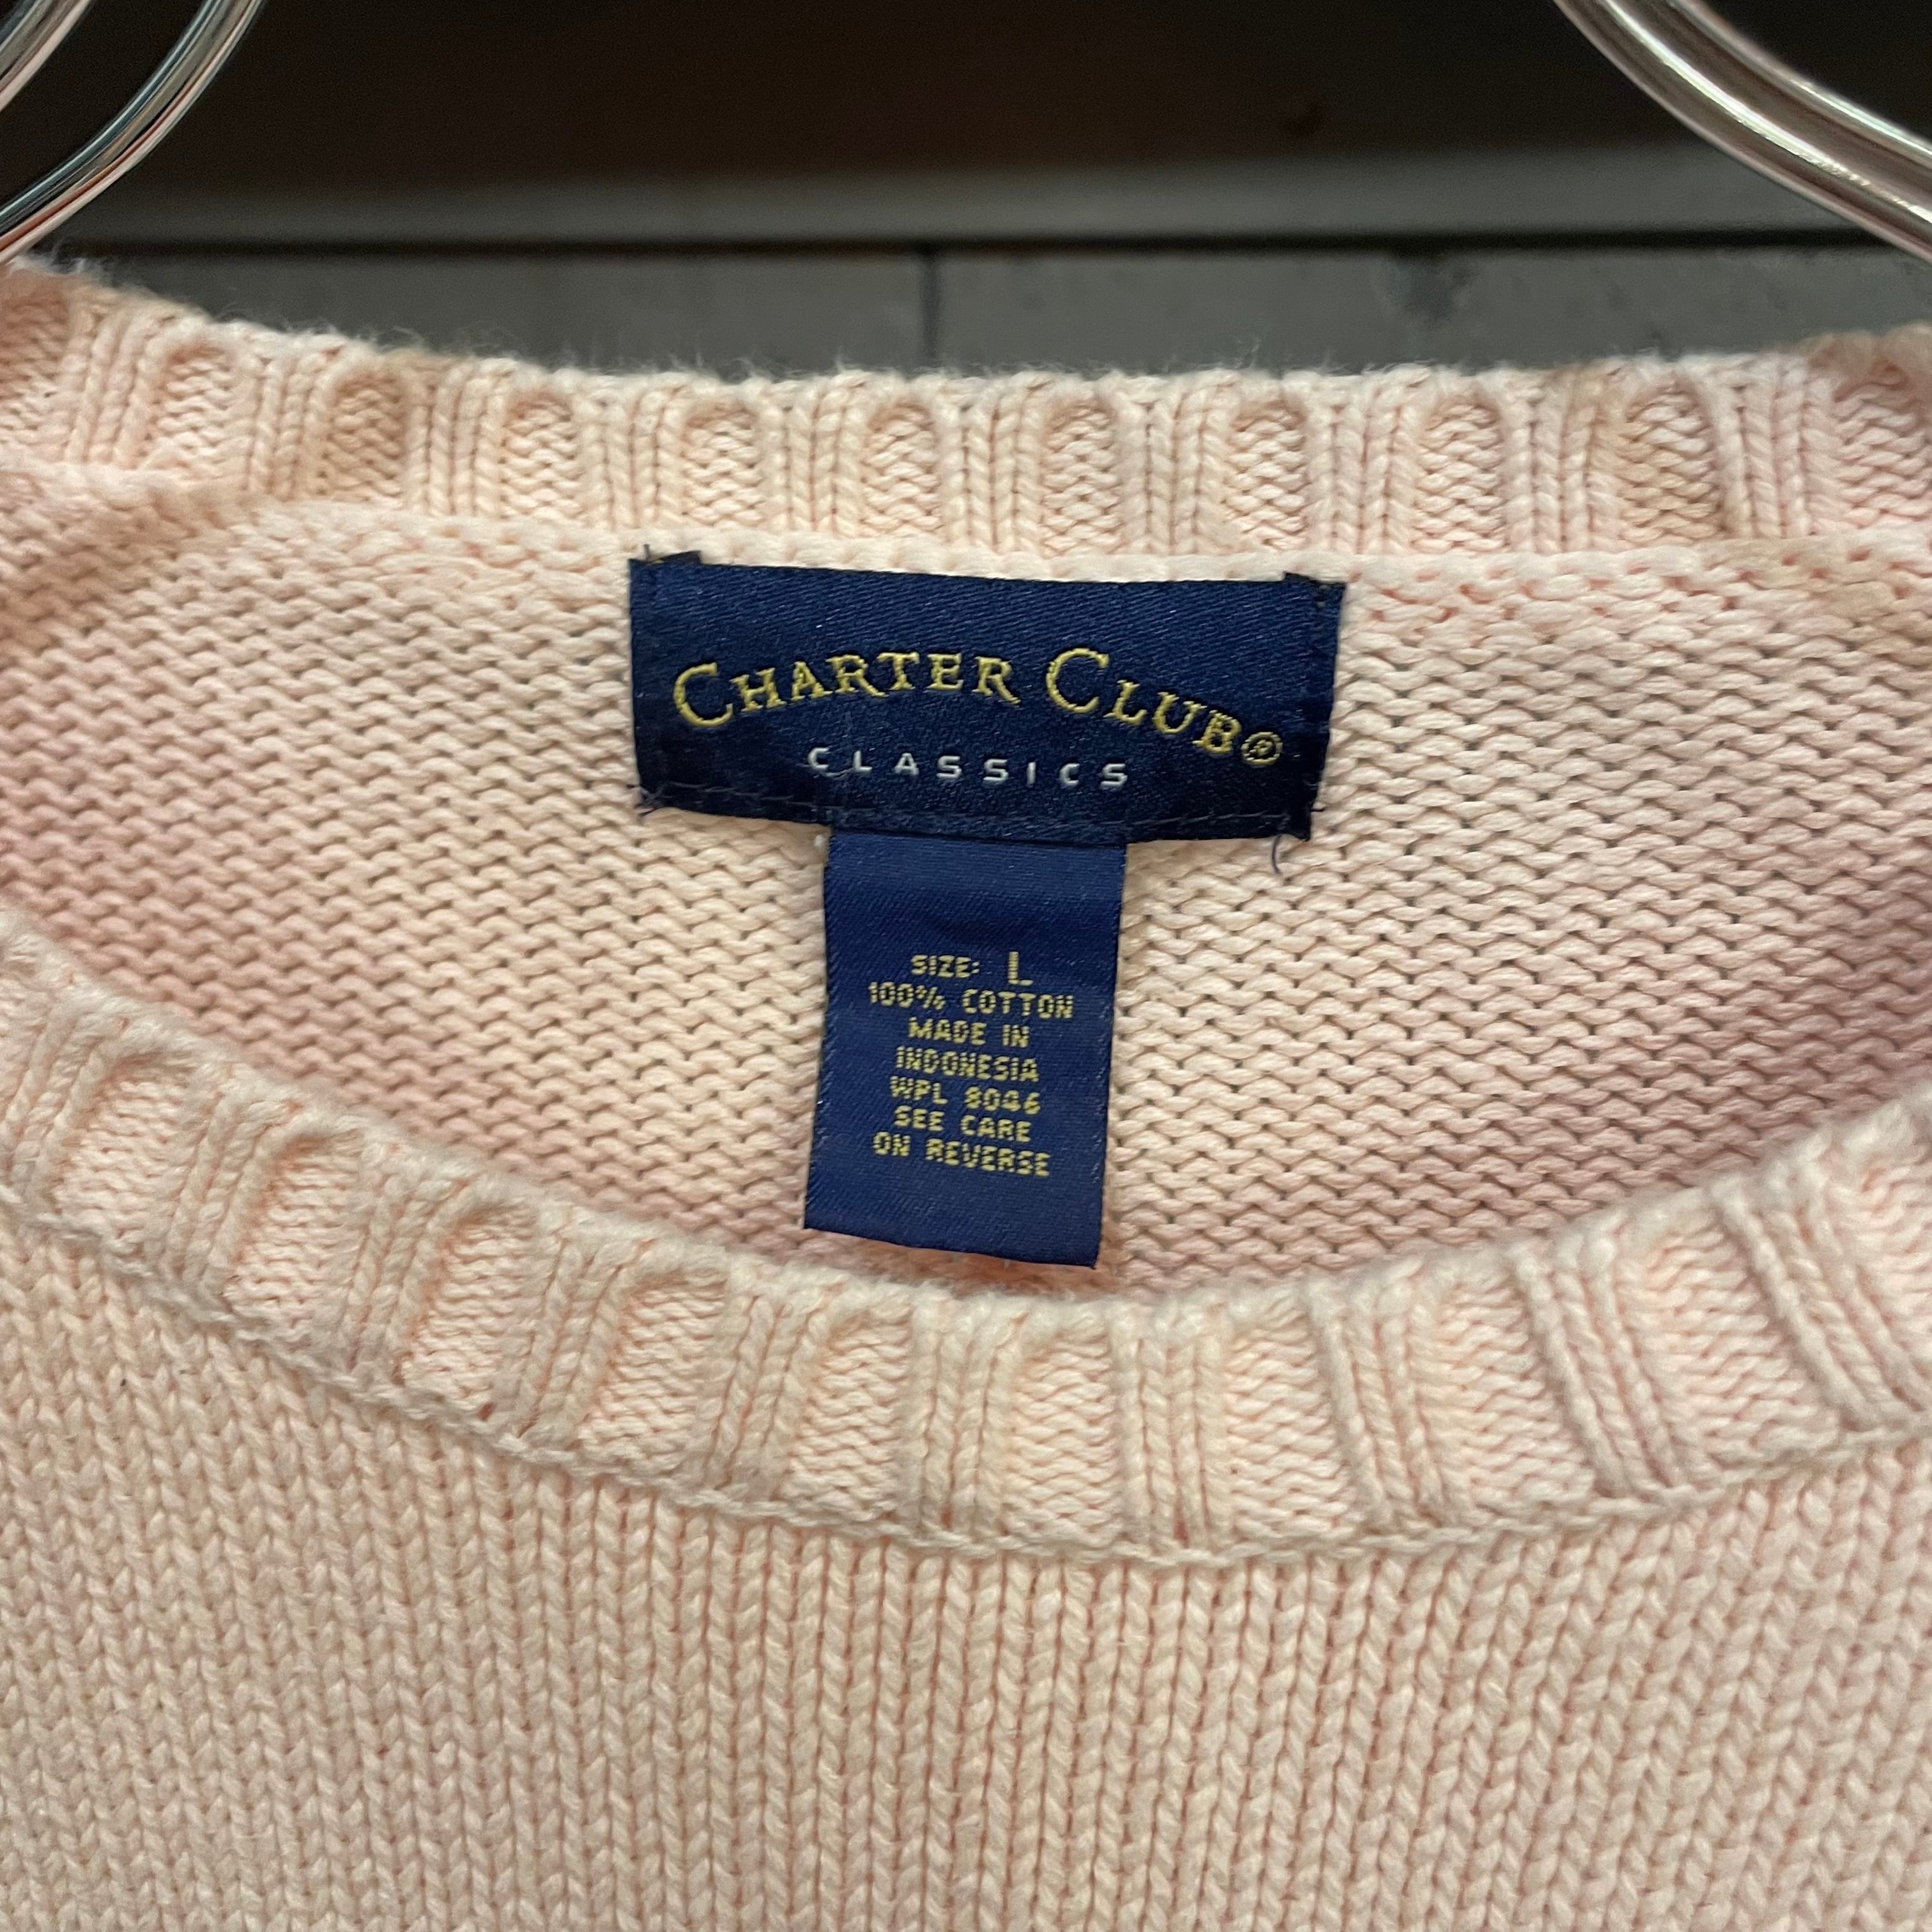 CHARTER CLUB®
CLASSICS
SIZE: L
100% COTTON
MADE IN
INDONESIA
WPL 8046
SEE CARE
ON REVERSE